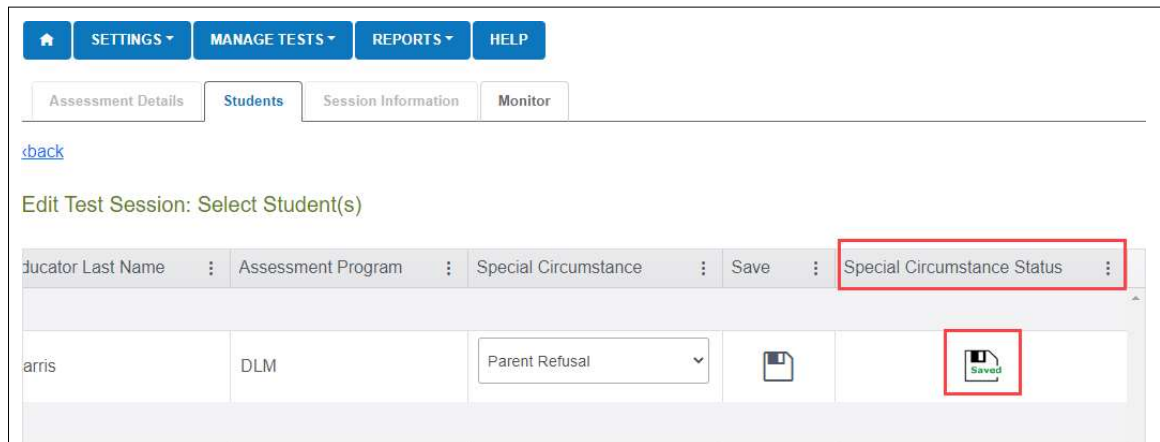 SETTINGS MANAGE TESTS REPORTS HELP
Assessment Details Students Session Information Monitor
‹back
Edit Test Session: Select Student(s)
ducator Last Name Assessment Program Special Circumstance Save Special Circumstance Status
arris DLM Parent Refusal Saved